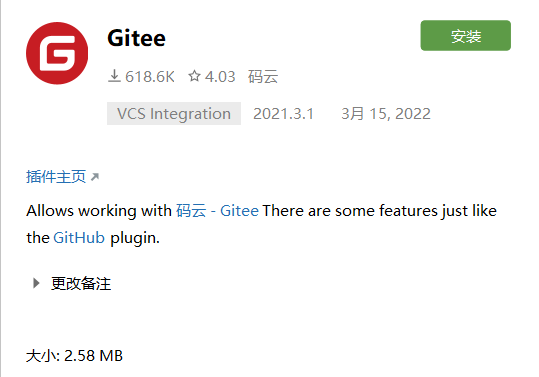 Gitee
安装
618.6K 4.03 码云
VCS Integration 2021.3.1 3月 15, 2022
插件主页
Allows working with 码云 - Gitee There are some features just like
the GitHub plugin.
更改备注
大小: 2.58 MB